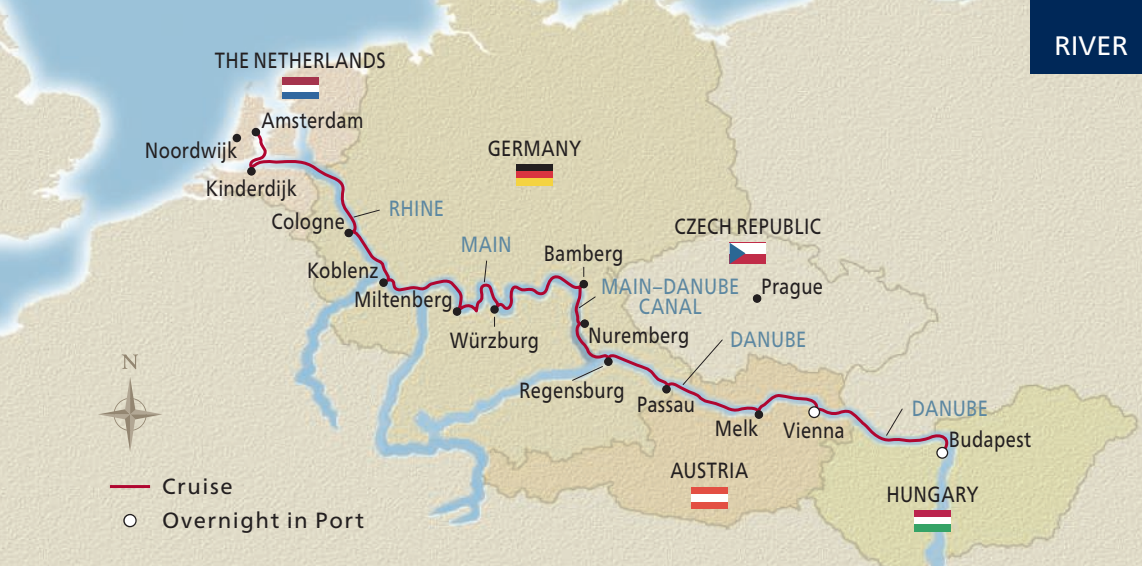 RIVER
THE NETHERLANDS
Amsterdam
Noordwijk
Kinderdijk
GERMANY
RHINE
Cologne
CZECH REPUBLIC
MAIN
Bamberg
Koblenz
Miltenberg
MAIN–DANUBE
CANAL
Prague
Würzburg
Nuremberg
DANUBE
N
Regensburg
Passau
Melk
Vienna
DANUBE
Budapest
AUSTRIA
HUNGARY
Cruise
Overnight in Port